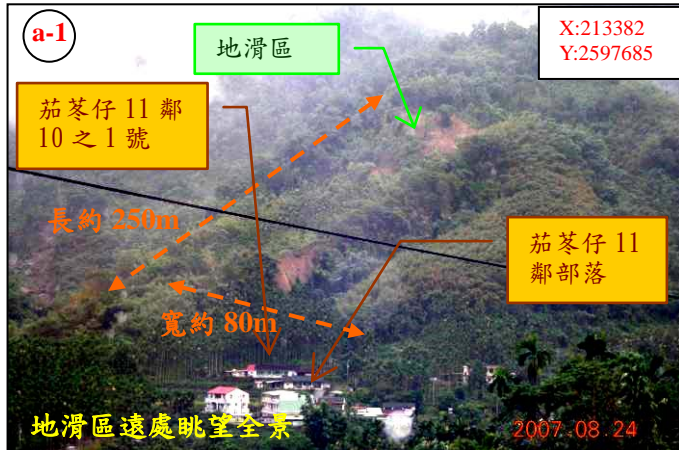 a-1
地滑區
X:213382
Y:2597685
茄苳仔 11 鄰
10 之 1 號
長約 250m
茄苳仔 11
鄰部落
寬約 80m
地滑區遠處眺望全景
2007.08.24